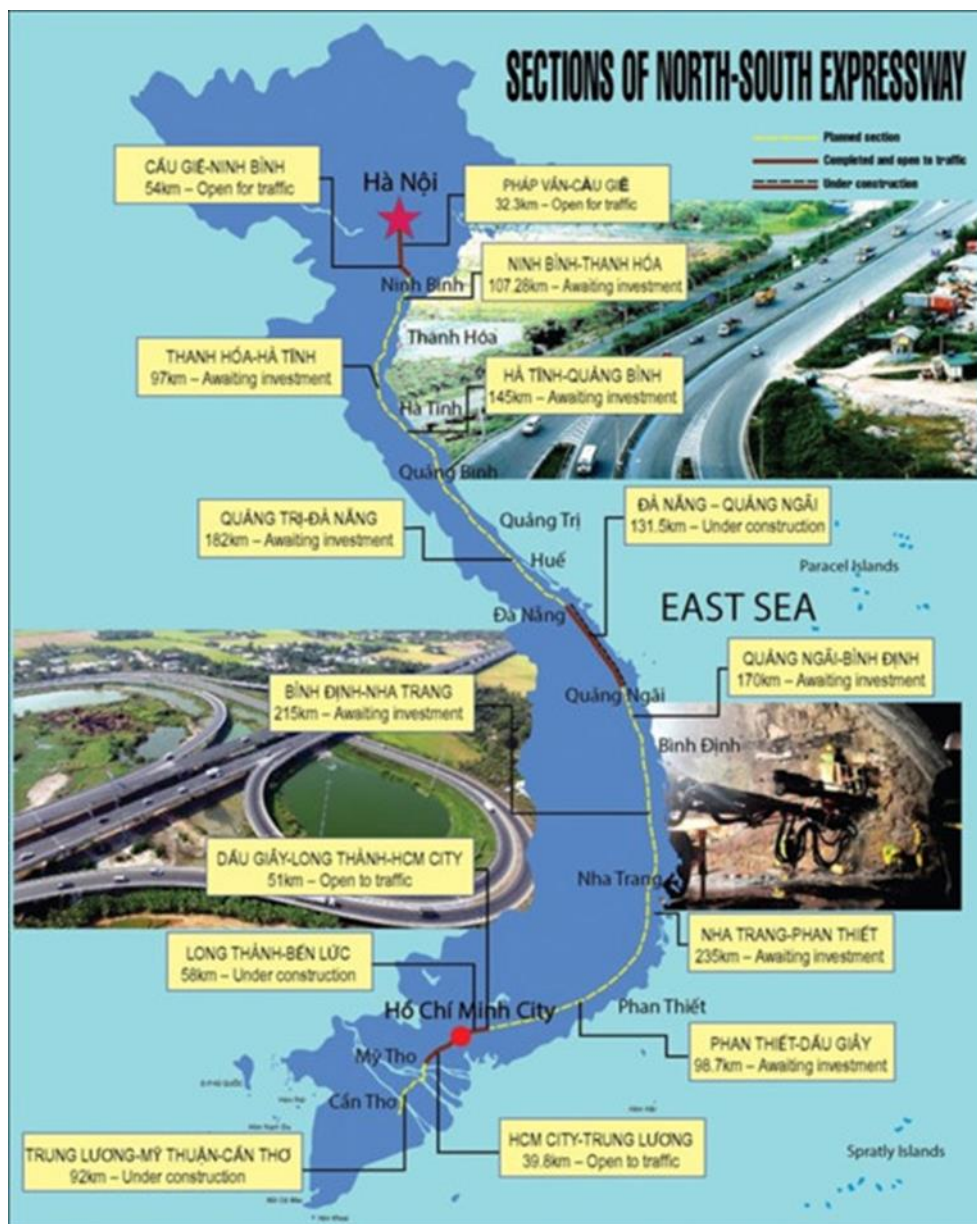 SECTIONS OF NORTH-SOUTH EXPRESSWAY
Planned section
Completed and open to traffic
Under construction
CẦU GIẼ-NINH BÌNH
54km – Open for traffic
Hà Nội
PHÁP VÂN-CẦU GIẼ
32.3km – Open for traffic
Ninh Bình
NINH BÌNH-THANH HÓA
107.28km – Awaiting investment
Thanh Hóa
THANH HÓA-HÀ TĨNH
97km – Awaiting investment
HÀ TĨNH-QUẢNG BÌNH
145km – Awaiting investment
Hà Tĩnh
Quảng Bình
QUẢNG TRỊ-ĐÀ NẴNG
182km – Awaiting investment
Quảng Trị
ĐÀ NẴNG – QUẢNG NGÃI
131.5km – Under construction
Huế
Paracel Islands
Đà Nẵng
EAST SEA
QUẢNG NGÃI-BÌNH ĐỊNH
170km – Awaiting investment
BÌNH ĐỊNH-NHA TRANG
215km – Awaiting investment
Quảng Ngãi
Bình Định
DẦU GIÂY-LONG THÀNH-HCM CITY
51km – Open to traffic
Nha Trang
NHA TRANG-PHAN THIẾT
235km – Awaiting investment
LONG THÀNH-BẾN LỨC
58km – Under construction
Hồ Chí Minh City
Phan Thiết
PHAN THIẾT-DẦU GIÂY
98.7km – Awaiting investment
Mỹ Tho
Cần Thơ
HCM CITY-TRUNG LƯƠNG
39.8km – Open to traffic
TRUNG LƯƠNG-MỸ THUẬN-CẦN THƠ
92km – Under construction
Spratly Islands